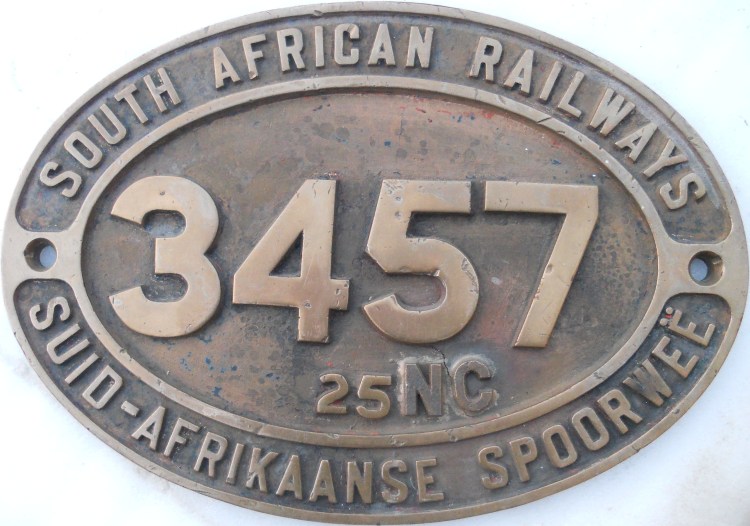 SOUTH AFRICAN RAILWAYS
3457
25NC
SUID-AFRIKAANSE SPOORWEË